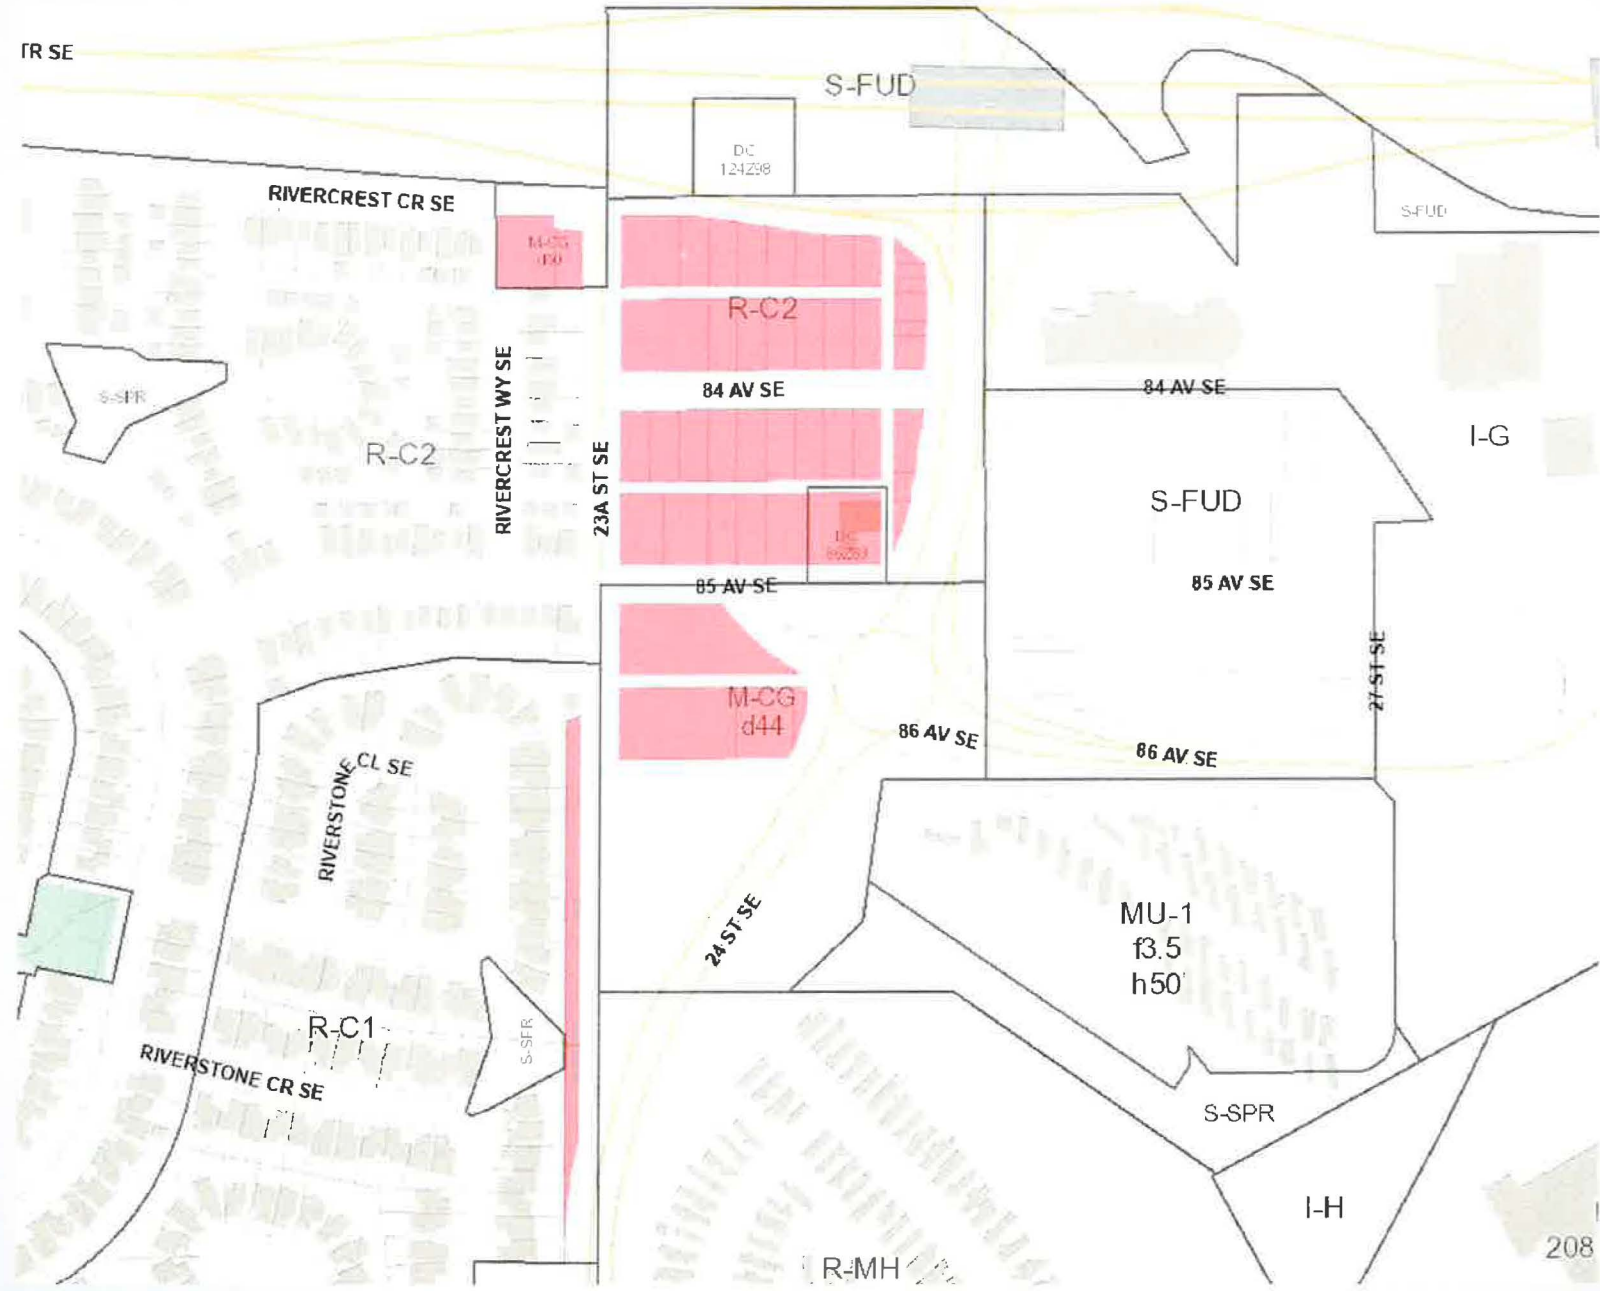 TR SE
S-FUD
DC
124Z98
RIVERCREST CR SE
S-FUD
M-CG
R-C2
84 AV SE
84 AV SE
RIVERCREST WY SE
S-SPR
R-C2
23A ST SE
I-G
S-FUD
DC
85 AV SE
85 AV SE
27 ST SE
M-CG
d44
86 AV SE
86 AV SE
RIVERSTONE CL SE
24 ST SE
MU-1
f3.5
h50
R-C1
S-SPR
RIVERSTONE CR SE
S-SPR
I-H
R-MH
208